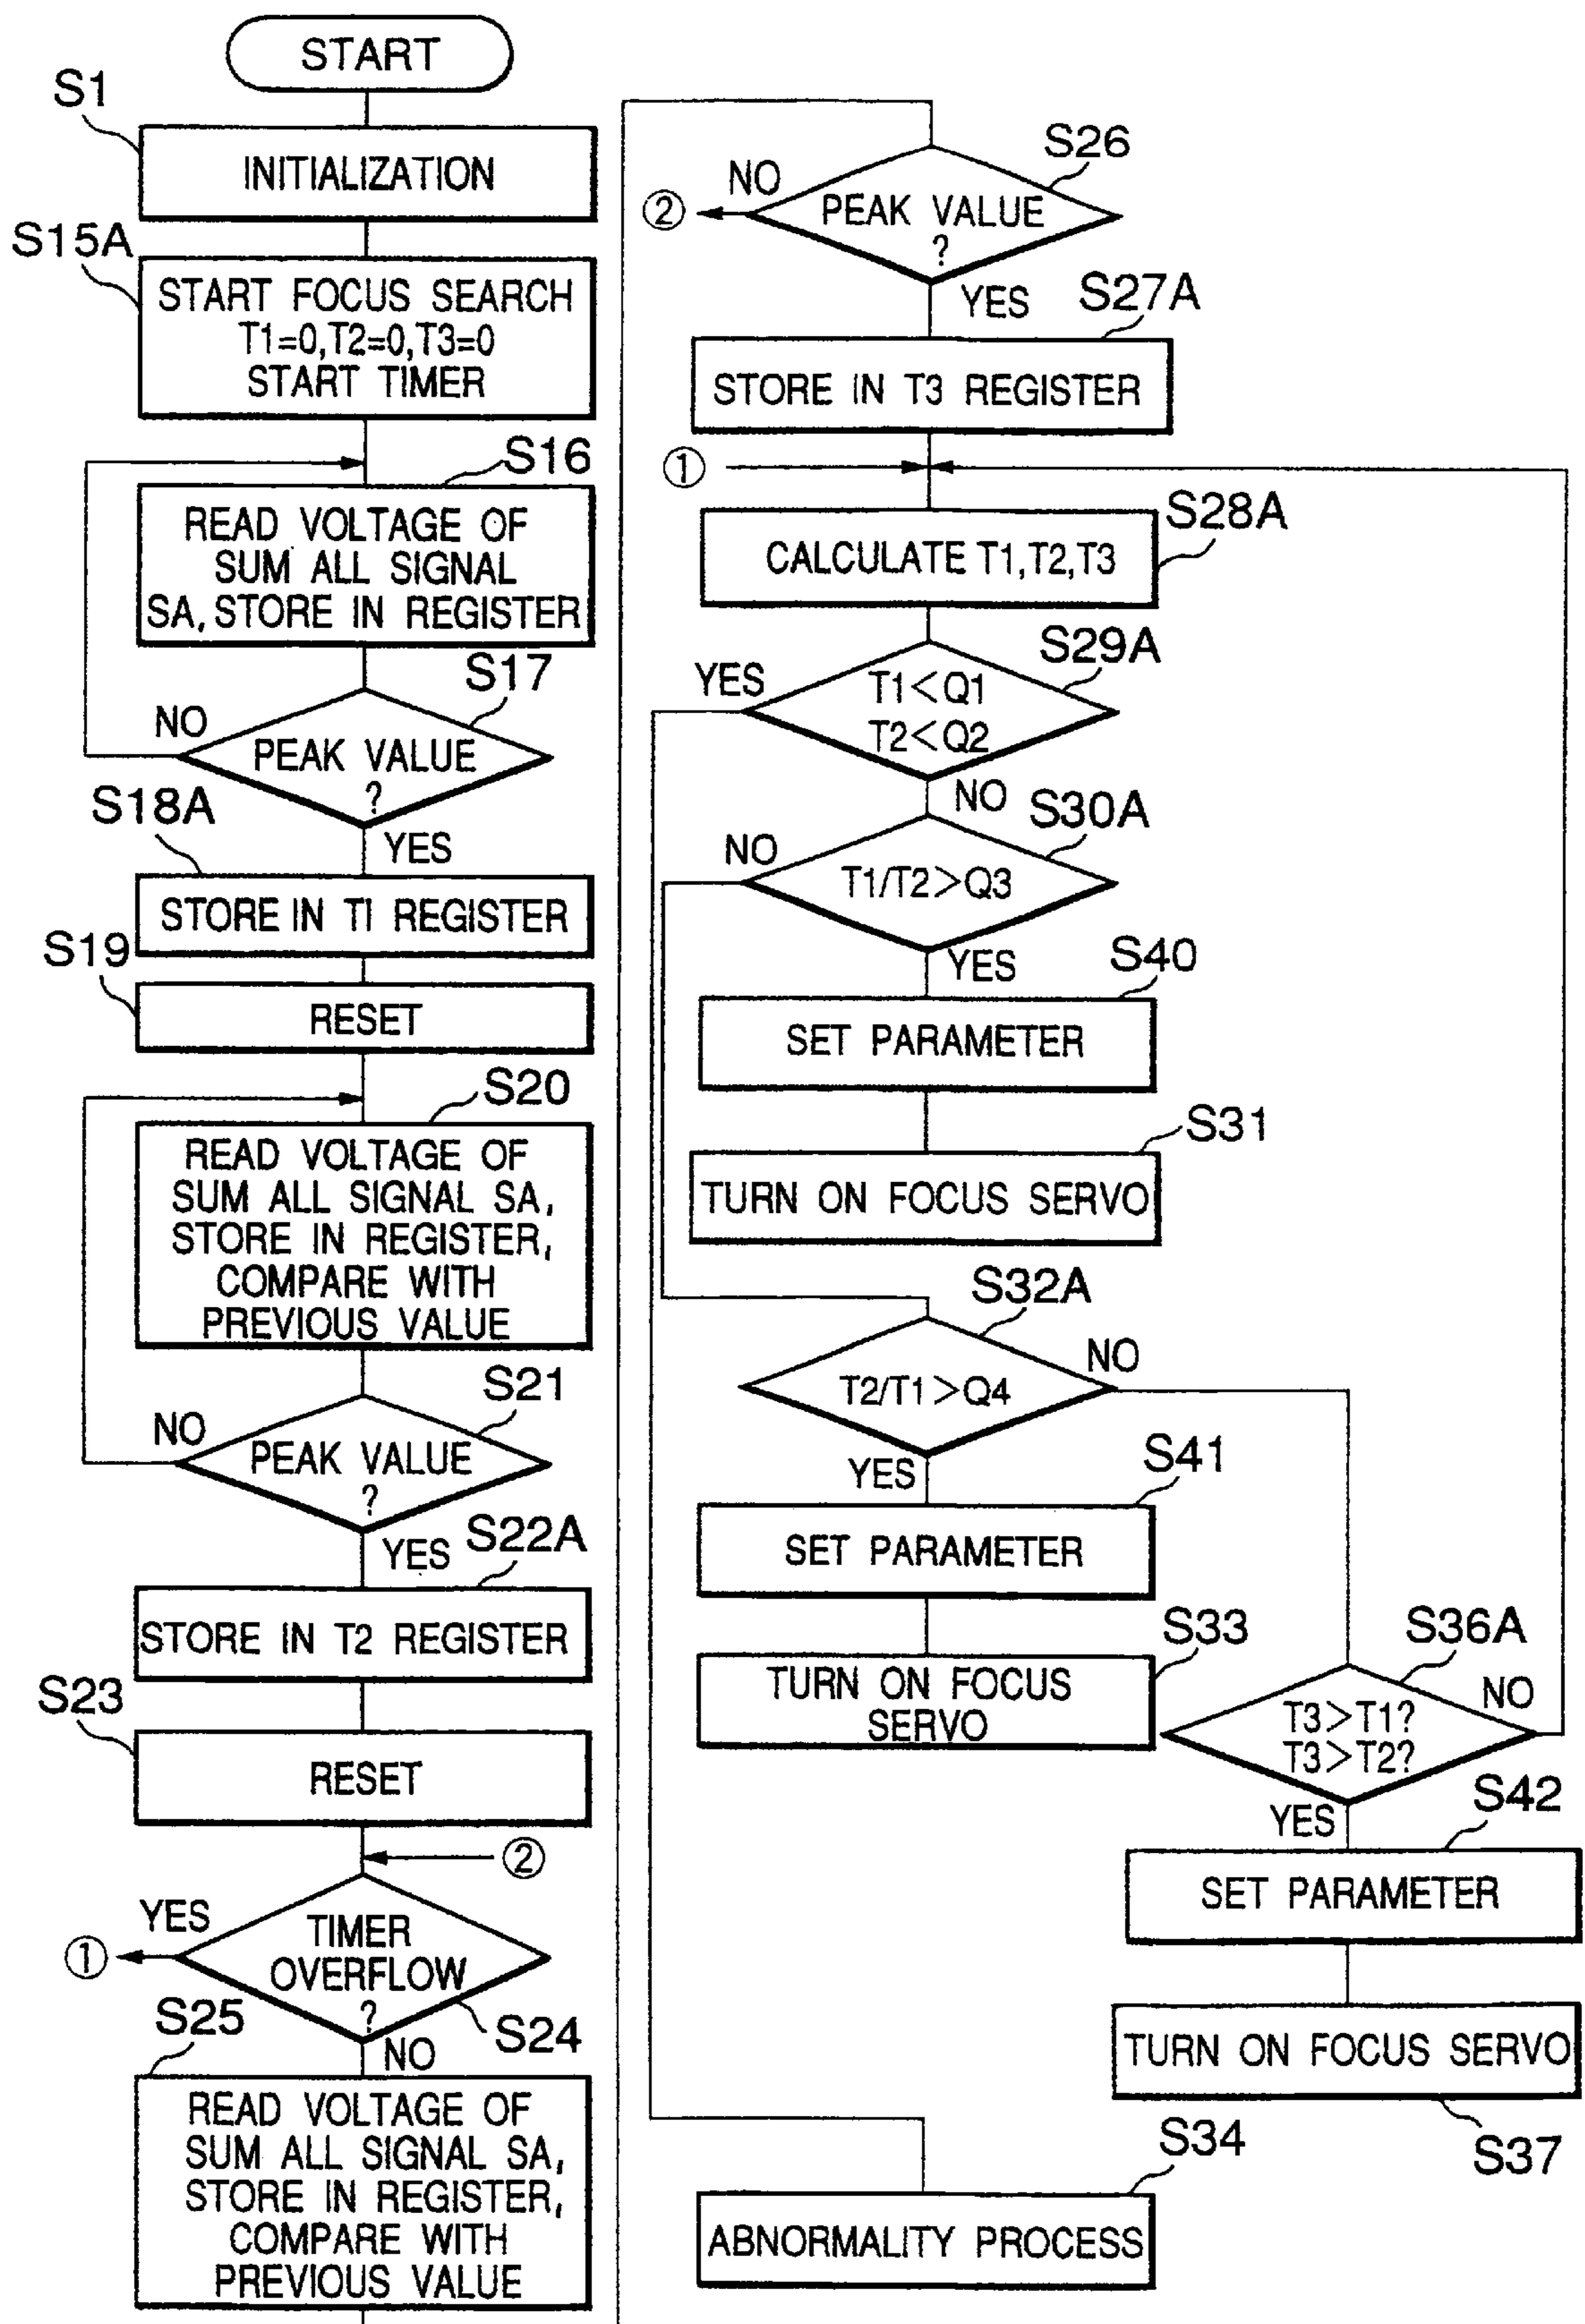 START
S1
INITIALIZATION
S15A
START FOCUS SEARCH
T1=0,T2=0,T3=0
START TIMER
S16
READ VOLTAGE OF
SUM ALL SIGNAL
SA, STORE IN REGISTER
S17
NO
PEAK VALUE
?
S18A
YES
STORE IN T1 REGISTER
S19
RESET
S20
READ VOLTAGE OF
SUM ALL SIGNAL SA,
STORE IN REGISTER,
COMPARE WITH
PREVIOUS VALUE
S21
NO
PEAK VALUE
?
YES
S22A
STORE IN T2 REGISTER
S23
RESET
②
YES
TIMER
OVERFLOW
?
①
S24
S25
NO
READ VOLTAGE OF
SUM ALL SIGNAL SA,
STORE IN REGISTER,
COMPARE WITH
PREVIOUS VALUE
S26
NO
②
PEAK VALUE
?
YES
S27A
STORE IN T3 REGISTER
①
S28A
CALCULATE T1,T2,T3
S29A
YES
T1<Q1
T2<Q2
NO
S30A
NO
T1/T2>Q3
YES
S40
SET PARAMETER
S31
TURN ON FOCUS SERVO
S32A
NO
T2/T1>Q4
YES
S41
SET PARAMETER
S33
TURN ON FOCUS
SERVO
S36A
NO
T3>T1?
T3>T2?
YES
S42
SET PARAMETER
TURN ON FOCUS SERVO
S37
S34
ABNORMALITY PROCESS